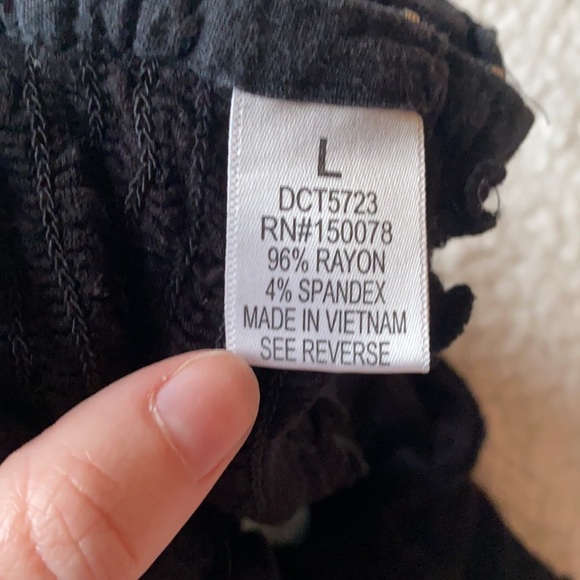 L
DCT5723
RN#150078
96% RAYON
4% SPANDEX
MADE IN VIETNAM
SEE REVERSE